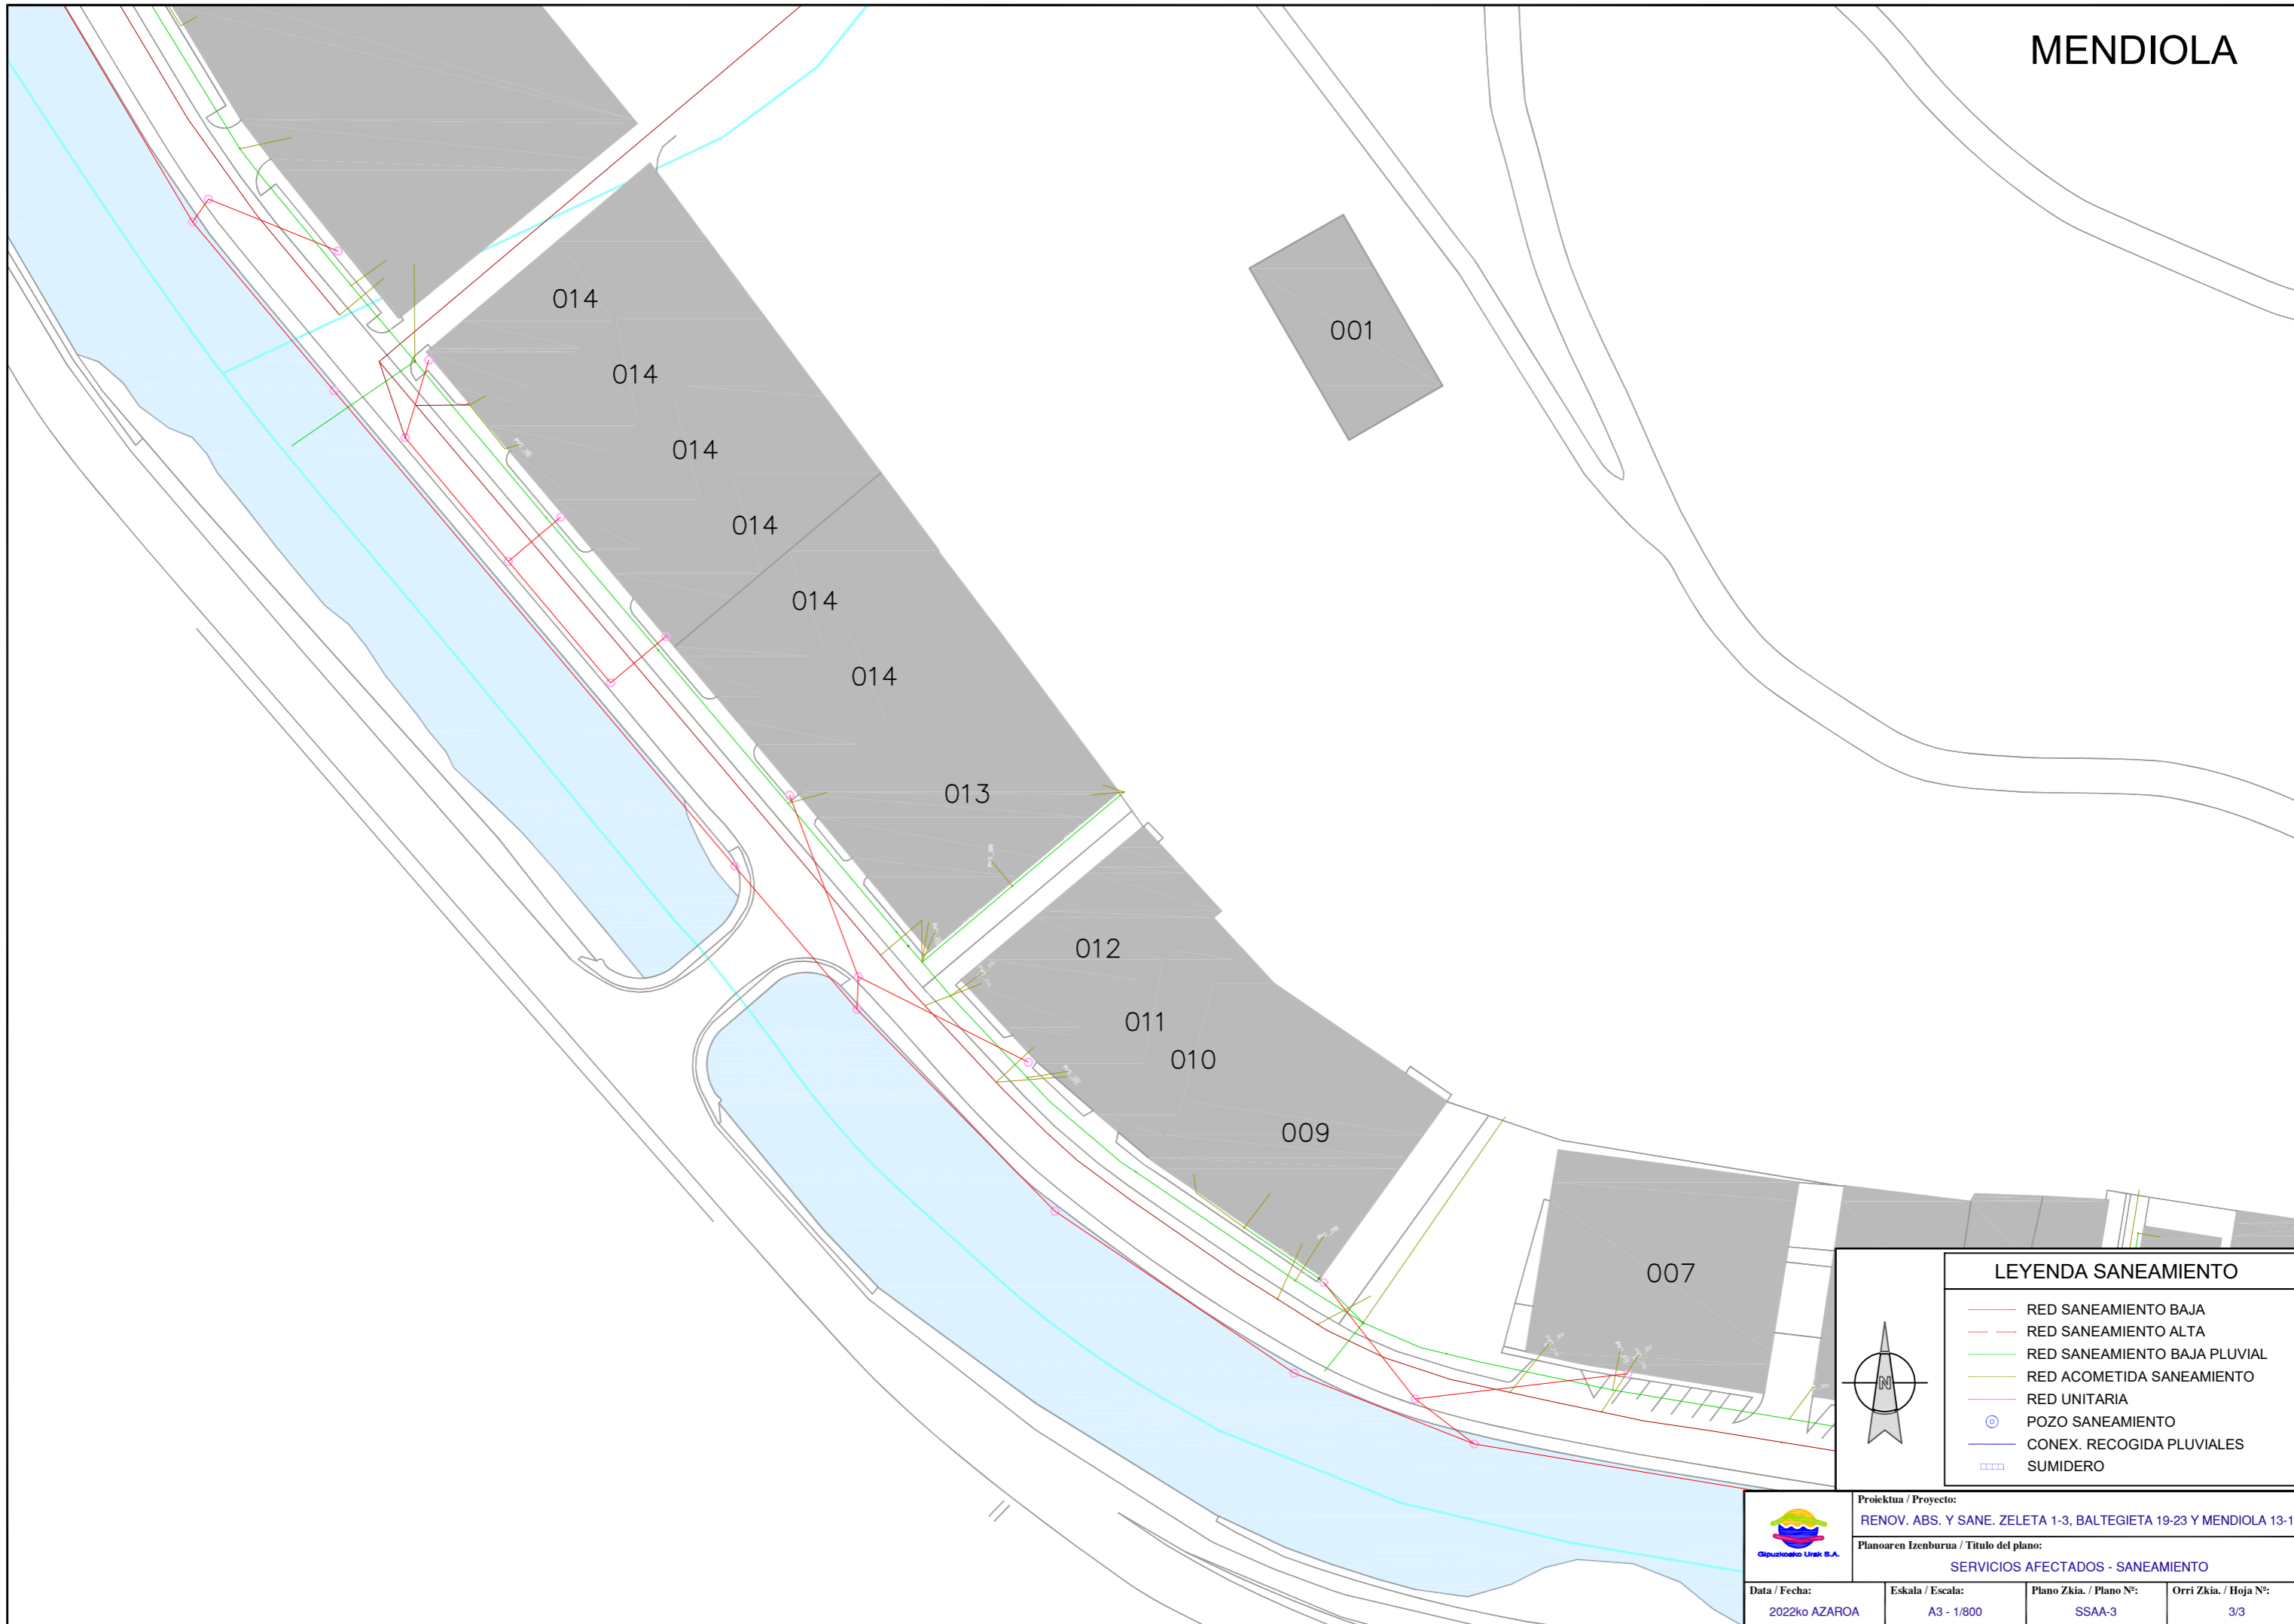 MENDIOLA
014
001
014
014
014
014
014
013
012
011
010
009
007
LEYENDA SANEAMIENTO
RED SANEAMIENTO BAJA
RED SANEAMIENTO ALTA
RED SANEAMIENTO BAJA PLUVIAL
RED ACOMETIDA SANEAMIENTO
RED UNITARIA
POZO SANEAMIENTO
CONEX. RECOGIDA PLUVIALES
SUMIDERO
N
Gipuzkoako Urak S.A.
Proiektua / Proyecto:
RENOV. ABS. Y SANE. ZELETA 1-3, BALTEGIETA 19-23 Y MENDIOLA 13-1
Planoaren Izenburua / Título del plano:
SERVICIOS AFECTADOS - SANEAMIENTO
Data / Fecha:
2022ko AZAROA
Eskala / Escala:
A3 - 1/800
Plano Zkia. / Plano Nº:
SSAA-3
Orri Zkia. / Hoja Nº:
3/3